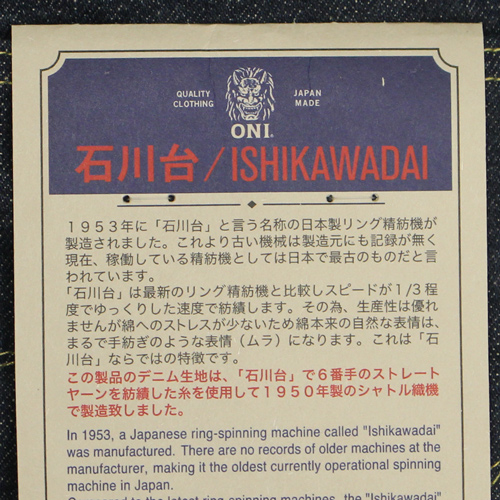 QUALITY CLOTHING
JAPAN MADE
ONI
石川台/ISHIKAWADAI
1953年に「石川台」と言う名称の日本製リング精紡機が
製造されました。これより古い機械は製造元にも記録が無く
現在、稼働している精紡機としては日本で最古のものだと言
われています。
「石川台」は最新のリング精紡機と比較しスピードが1/3程
度でゆっくりした速度で紡績します。その為、生産性は優れ
ませんが綿へのストレスが少ないため綿本来の自然な表情は、
まるで手紡ぎのような表情（ムラ）になります。これは「石
川台」ならではの特徴です。
この製品のデニム生地は、「石川台」で6番手のストレート
ヤーンを紡績した糸を使用して1950年製のシャトル織機
で製造致しました。
In 1953, a Japanese ring-spinning machine called "Ishikawadai"
was manufactured. There are no records of older machines at the
manufacturer, making it the oldest currently operational spinning
machine in Japan.
Compared to the latest ring-spinning machines, the "Ishikawadai"